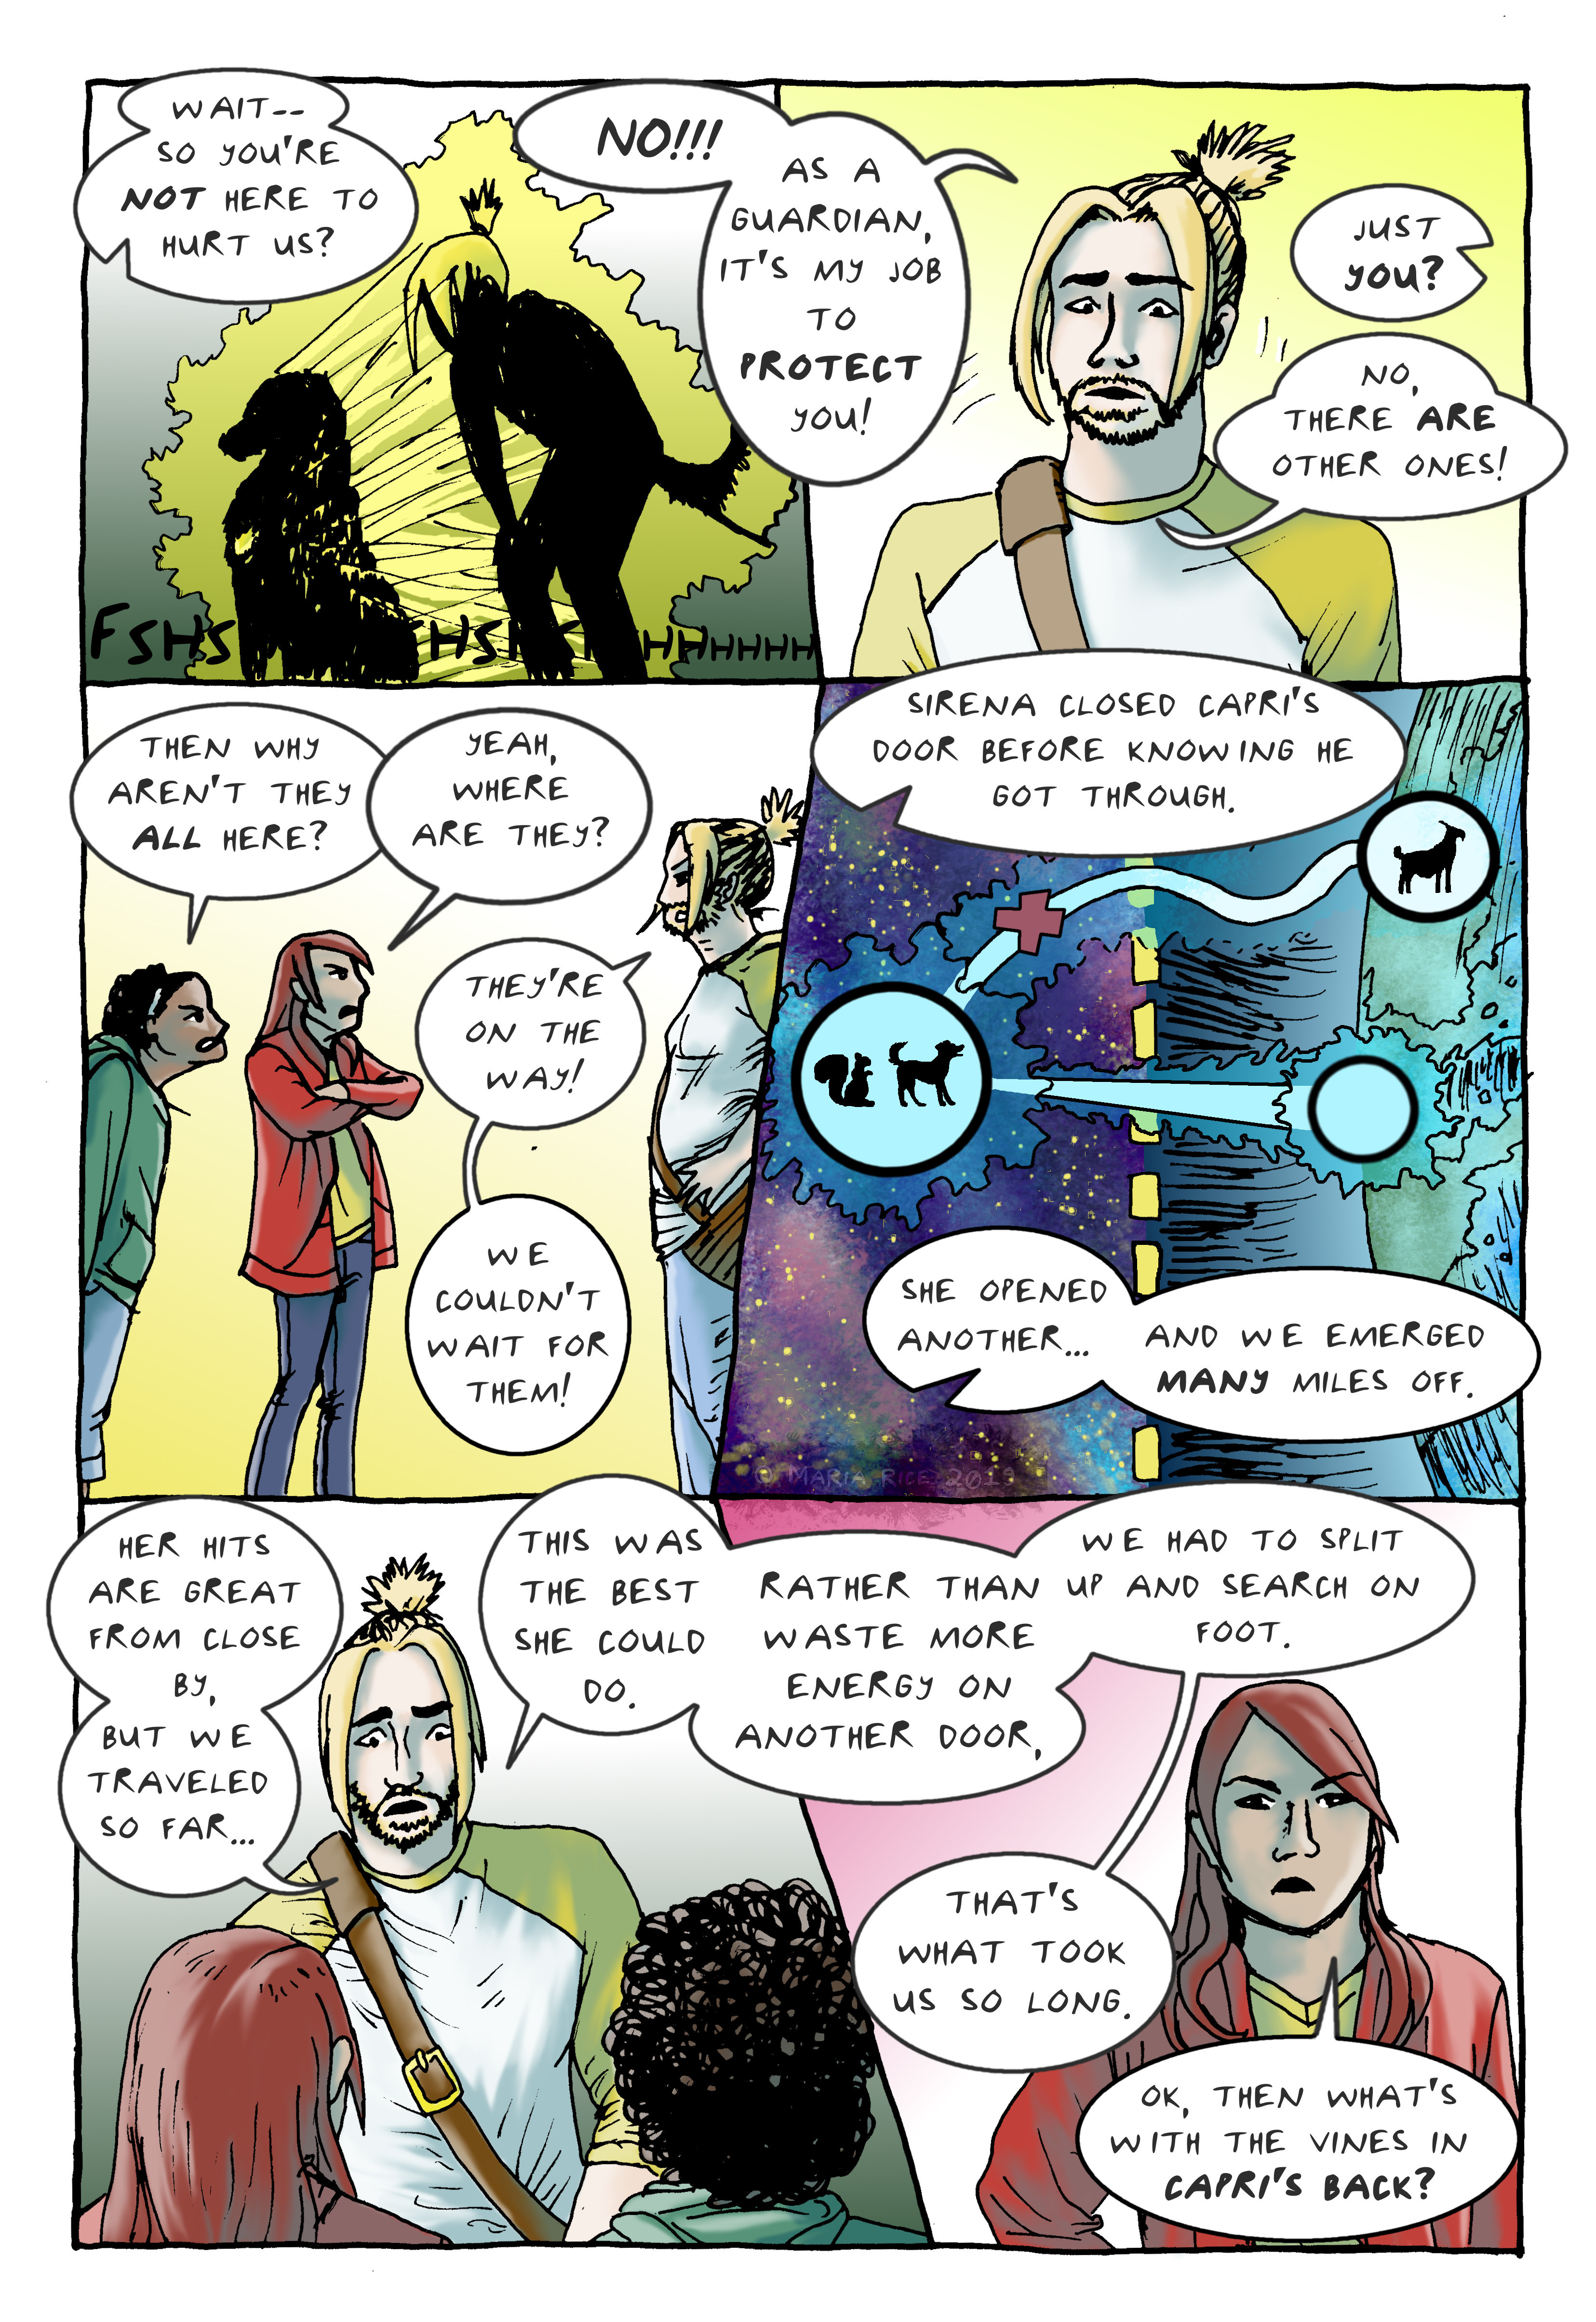 WAIT--
SO YOU'RE
NOT HERE TO
HURT US?
NO!!!
AS A
GUARDIAN,
IT'S MY JOB
TO
PROTECT
YOU!
JUST
YOU?
NO,
THERE ARE
OTHER ONES!
THEN WHY
AREN'T THEY
ALL HERE?
YEAH,
WHERE
ARE THEY?
THEY'RE
ON THE
WAY!
WE
COULDN'T
WAIT FOR
THEM!
SIRENA CLOSED CAPRI'S
DOOR BEFORE KNOWING HE
GOT THROUGH.
SHE OPENED
ANOTHER...
AND WE EMERGED
MANY MILES OFF.
© MARIA RICE 2019
HER HITS
ARE GREAT
FROM CLOSE
BY,
BUT WE
TRAVELED
SO FAR...
THIS WAS
THE BEST
SHE COULD
DO.
RATHER THAN
WASTE MORE
ENERGY ON
ANOTHER DOOR,
WE HAD TO SPLIT
UP AND SEARCH ON
FOOT.
THAT'S
WHAT TOOK
US SO LONG.
OK, THEN WHAT'S
WITH THE VINES IN
CAPRI'S BACK?